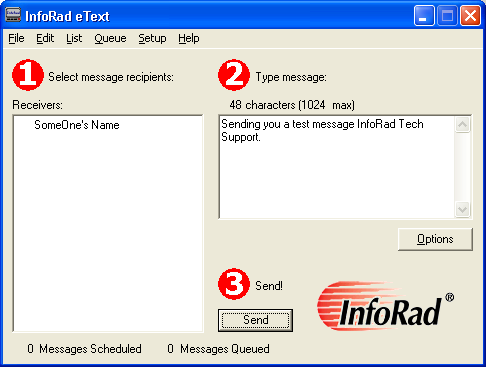 InfoRad eText
File Edit List Queue Setup Help
1 Select message recipients:
2 Type message:
Receivers:
48 characters (1024 max)
SomeOne's Name
Sending you a test message InfoRad Tech
Support.
Options
3 Send!
Send
InfoRad®
0 Messages Scheduled 0 Messages Queued